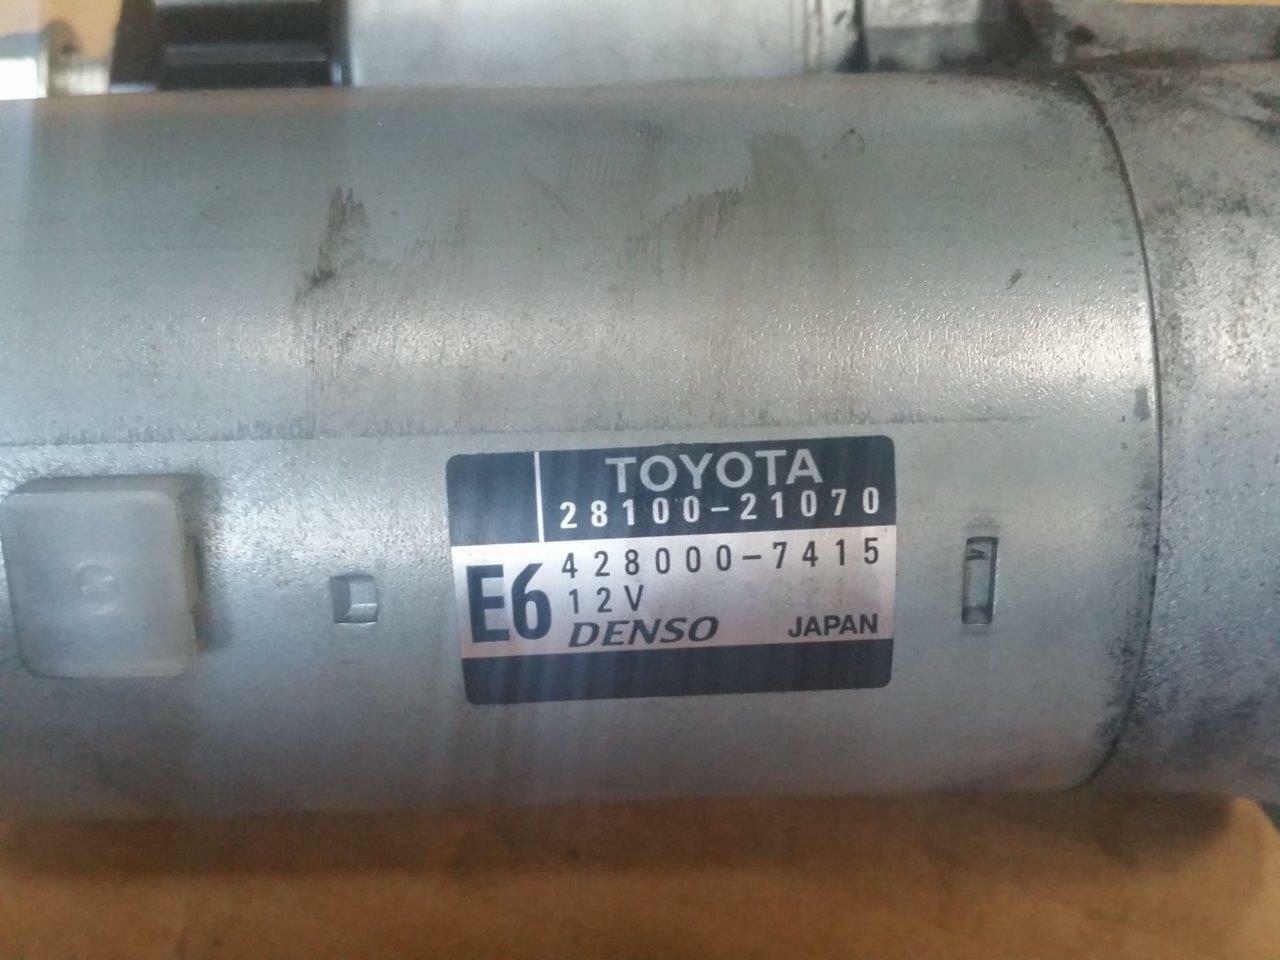 TOYOTA
28100-21070
E6
428000-7415
12V
DENSO
JAPAN